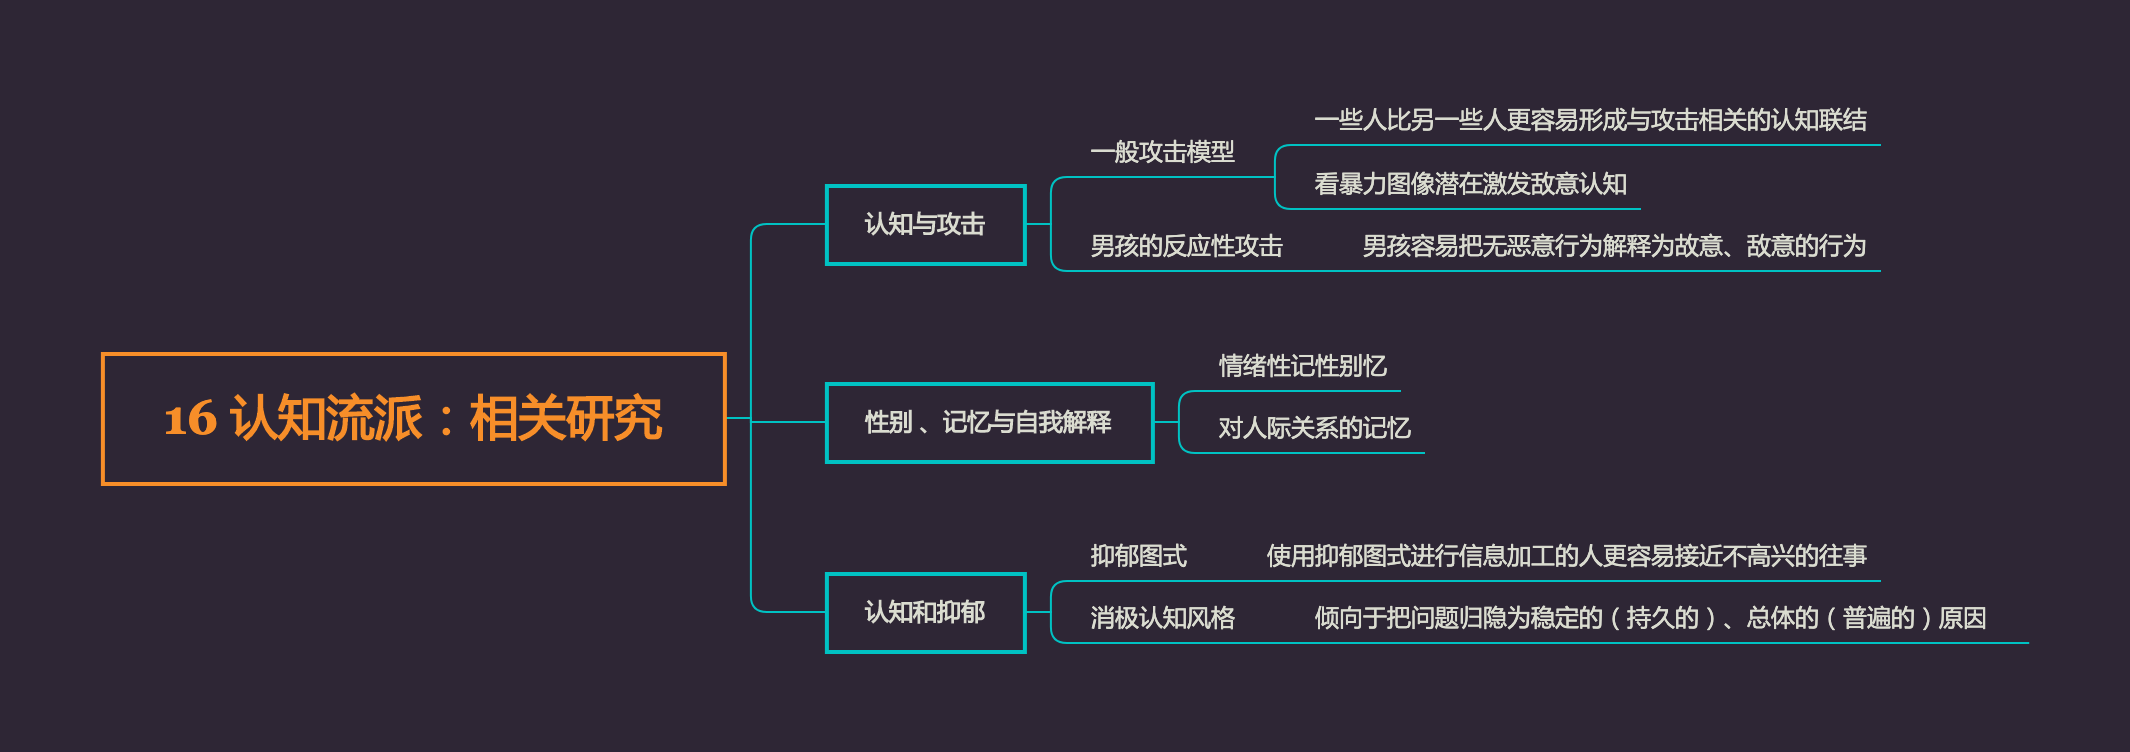 16 认知流派：相关研究
认知与攻击
一般攻击模型
一些人比另一些人更容易形成与攻击相关的认知联结
看暴力图像潜在激发敌意认知
男孩的反应性攻击
男孩容易把无恶意行为解释为故意、敌意的行为
性别 、记忆与自我解释
情绪性记性别忆
对人际关系的记忆
认知和抑郁
抑郁图式
使用抑郁图式进行信息加工的人更容易接近不高兴的往事
消极认知风格
倾向于把问题归隐为稳定的（持久的）、总体的（普遍的）原因